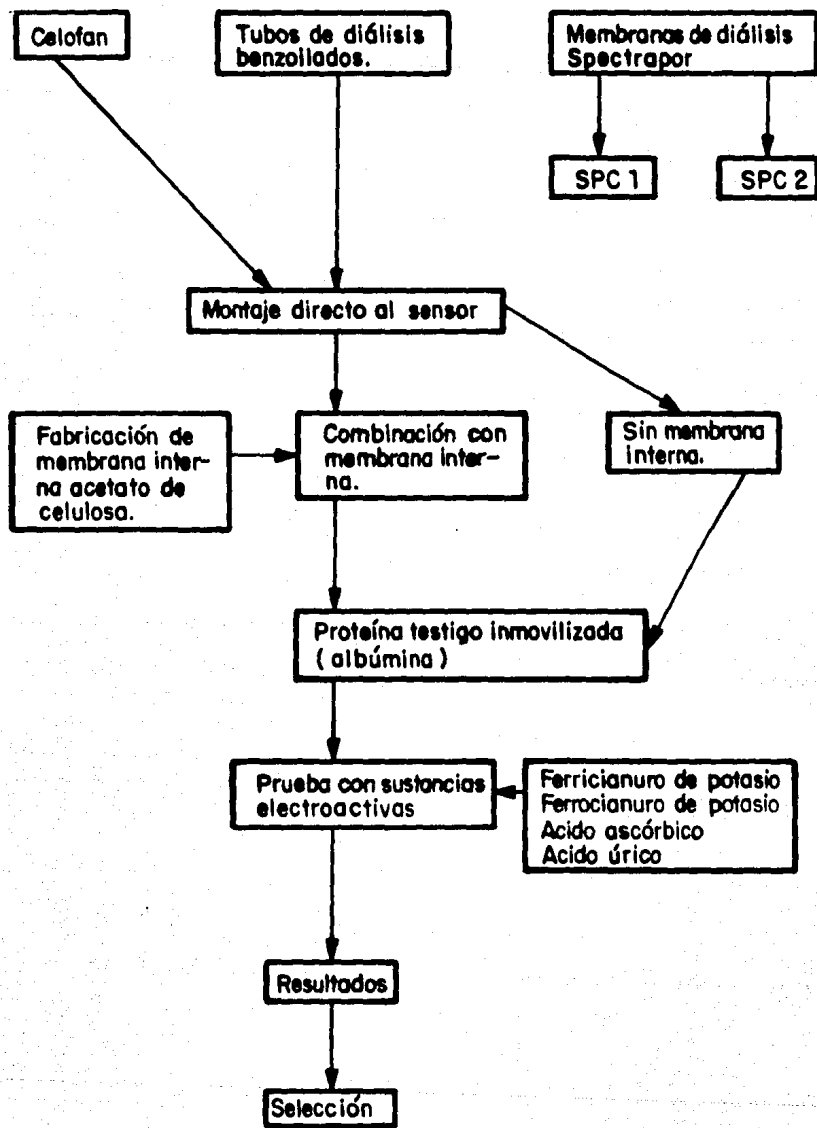 Celofan
Tubos de diálisis
benzoilados.
Membranas de diálisis
Spectrapor
SPC 1
SPC 2
Montaje directo al sensor
Fabricación de
membrana inter-
na acetato de
celulosa.
Combinación con
membrana inter-
na.
Sin membrana
interna.
Proteína testigo inmovilizada
( albúmina )
Prueba con sustancias
electroactivas
Ferricianuro de potasio
Ferrocianuro de potasio
Acido ascórbico
Acido úrico
Resultados
Selección